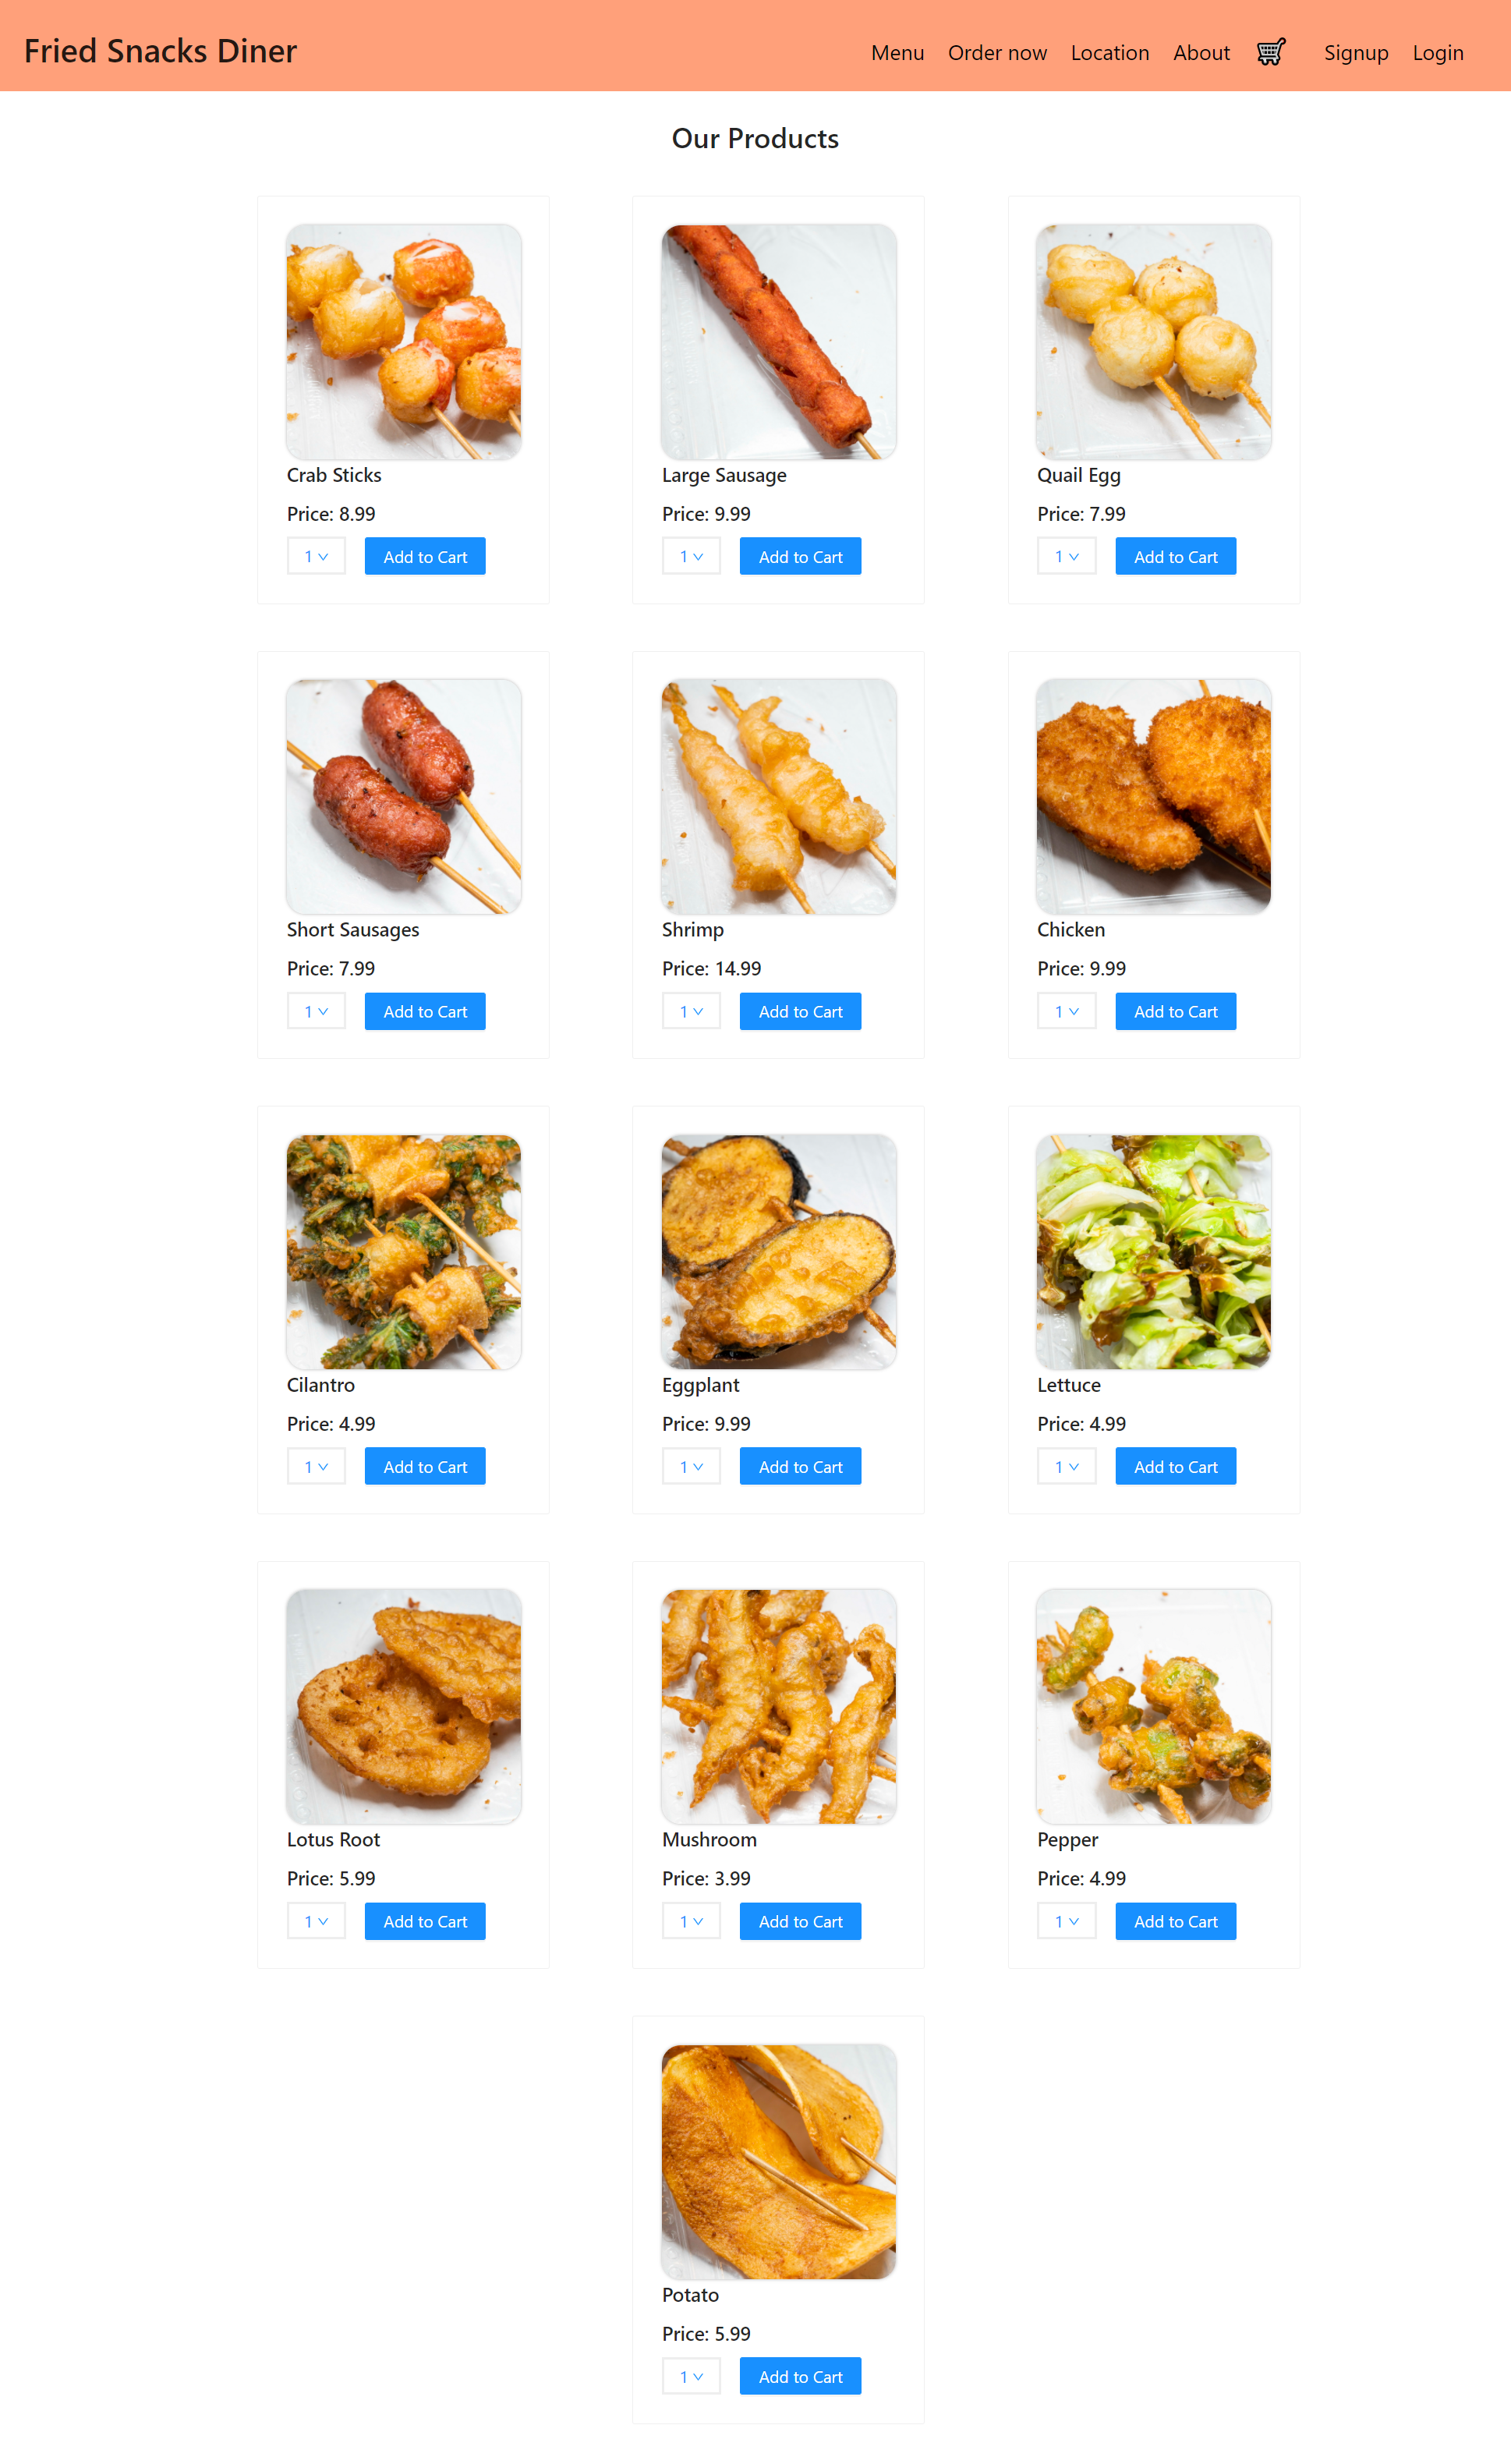 Fried Snacks Diner
Menu Order now Location About Signup Login
Our Products
Crab Sticks
Price: 8.99
1 Add to Cart
Large Sausage
Price: 9.99
1 Add to Cart
Quail Egg
Price: 7.99
1 Add to Cart
Short Sausages
Price: 7.99
1 Add to Cart
Shrimp
Price: 14.99
1 Add to Cart
Chicken
Price: 9.99
1 Add to Cart
Cilantro
Price: 4.99
1 Add to Cart
Eggplant
Price: 9.99
1 Add to Cart
Lettuce
Price: 4.99
1 Add to Cart
Lotus Root
Price: 5.99
1 Add to Cart
Mushroom
Price: 3.99
1 Add to Cart
Pepper
Price: 4.99
1 Add to Cart
Potato
Price: 5.99
1 Add to Cart